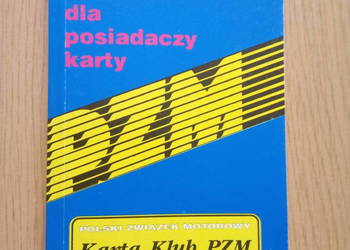 dla
posiadaczy
karty
PZM
POLSKI ZWIĄZEK MOTOROWY
Karta Klub PZM